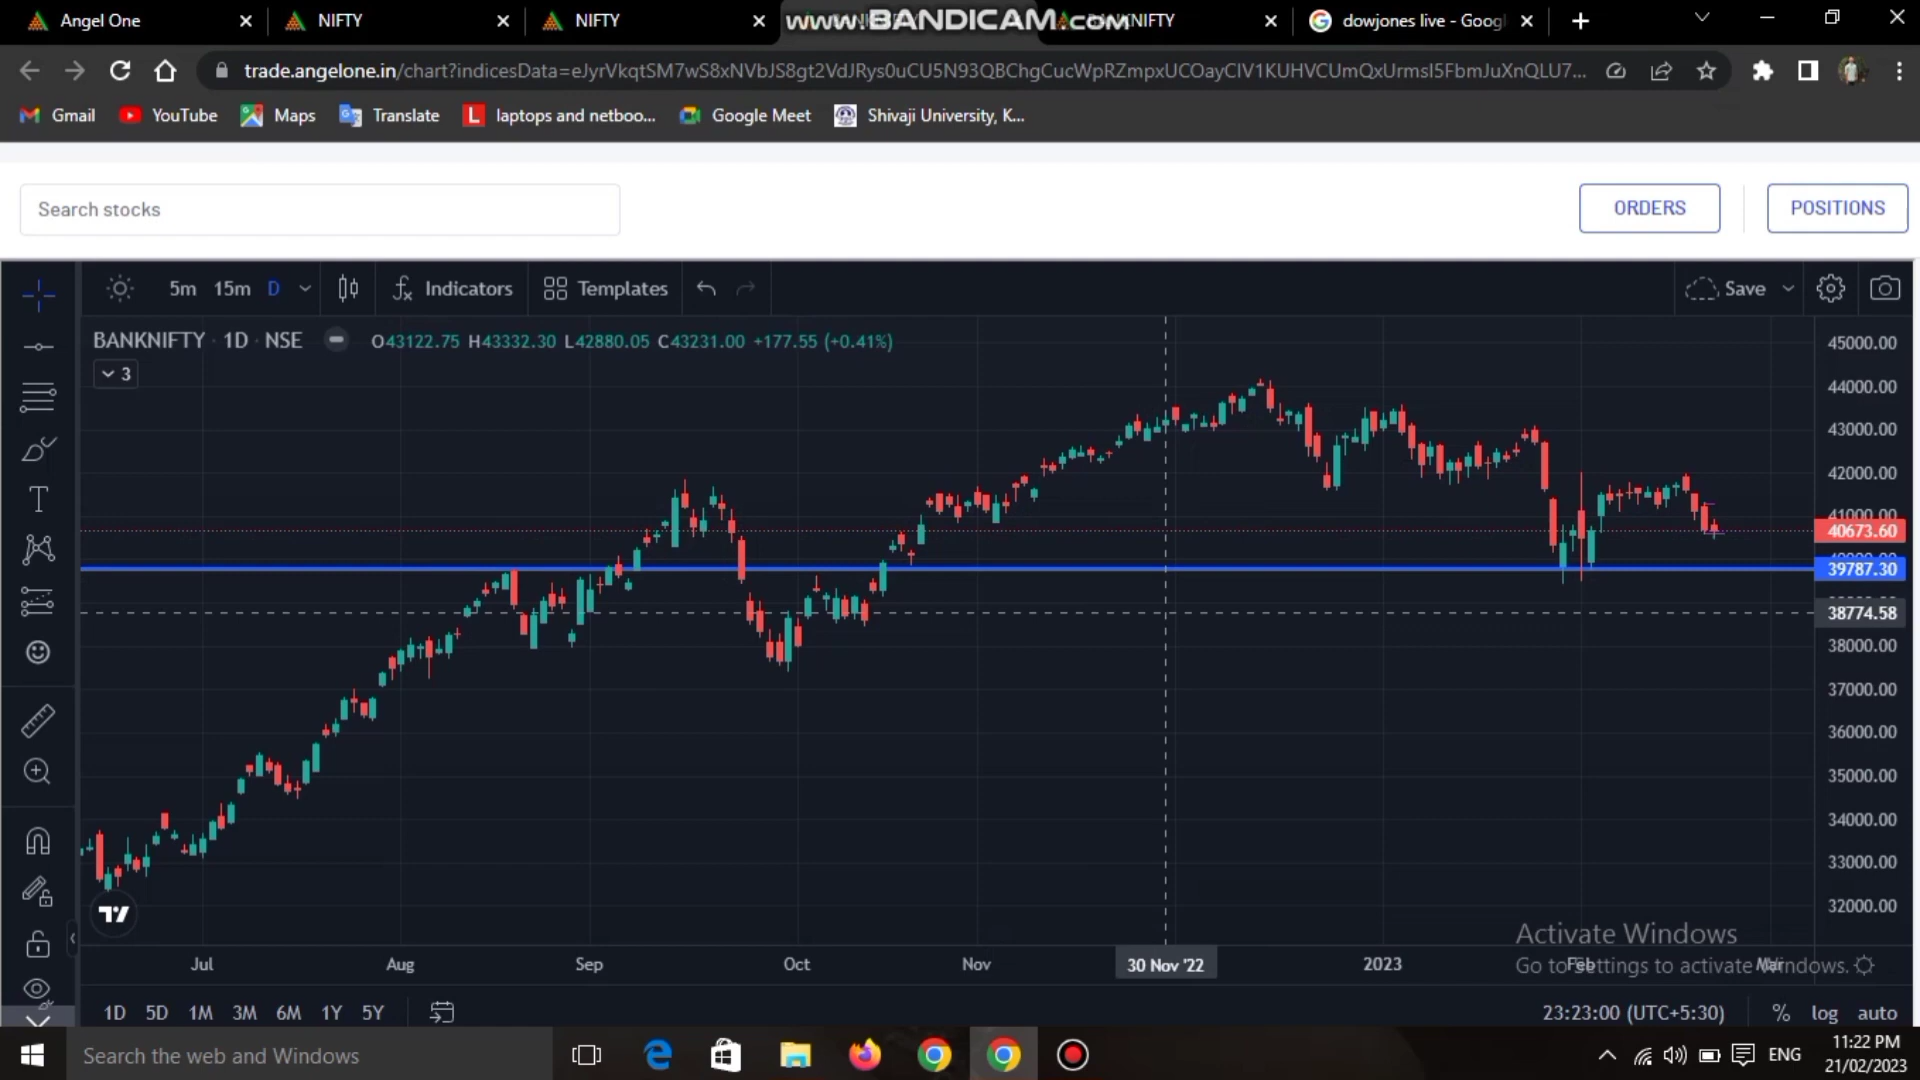 Angel One
NIFTY
NIFTY
www.BANDICAM.com
BANKNIFTY
dowjones live - Goog
trade.angelone.in/chart?indicesData=eJyrVkqtSM7wS8xNVbJS8gt2VdJRys0uCU5N93QBChgCucWpRZmpxUCOayCIV1KUHVCUmQxUrmsI5FbmJuXnQLU7...
Gmail
YouTube
Maps
Translate
laptops and netboo...
Google Meet
Shivaji University, K...
Search stocks
ORDERS
POSITIONS
5m 15m D
Indicators
Templates
Save
BANKNIFTY · 1D · NSE
O43122.75 H43332.30 L42880.05 C43231.00 +177.55 (+0.41%)
3
45000.00
44000.00
43000.00
42000.00
41000.00
40673.60
39787.30
38774.58
38000.00
37000.00
36000.00
35000.00
34000.00
33000.00
32000.00
Activate Windows
Go to Settings to activate Windows.
Jul
Aug
Sep
Oct
Nov
30 Nov '22
2023
Feb
Mar
1D 5D 1M 3M 6M 1Y 5Y
23:23:00 (UTC+5:30)
% log auto
Search the web and Windows
ENG
11:22 PM
21/02/2023